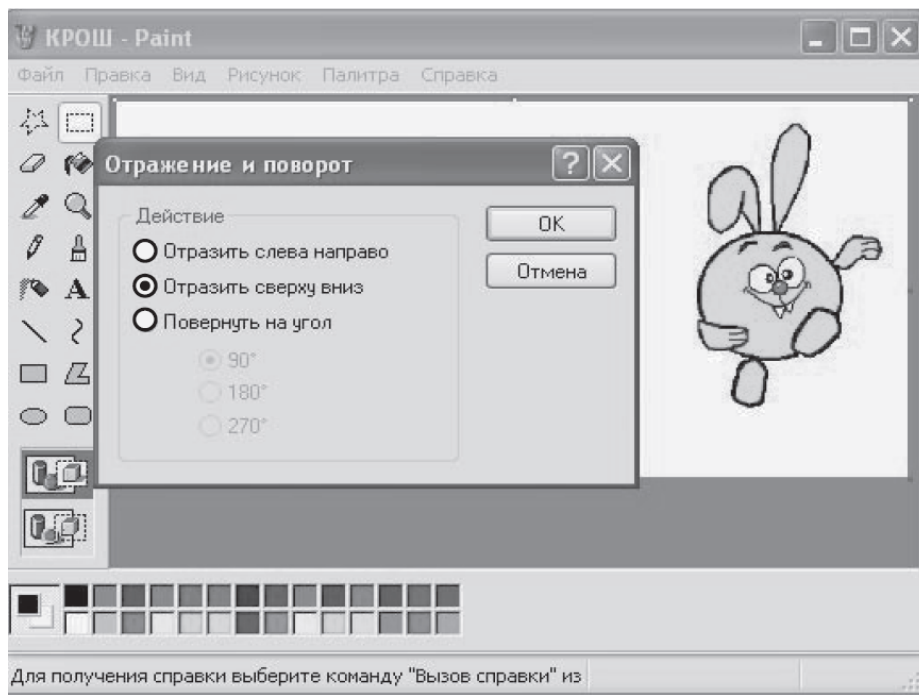 КРОШ - Paint
Файл Правка Вид Рисунок Палитра Справка
Отражение и поворот
Действие
Отразить слева направо
Отразить сверху вниз
Повернуть на угол
90°
180°
270°
ОК
Отмена
A
Для получения справки выберите команду "Вызов справки" из